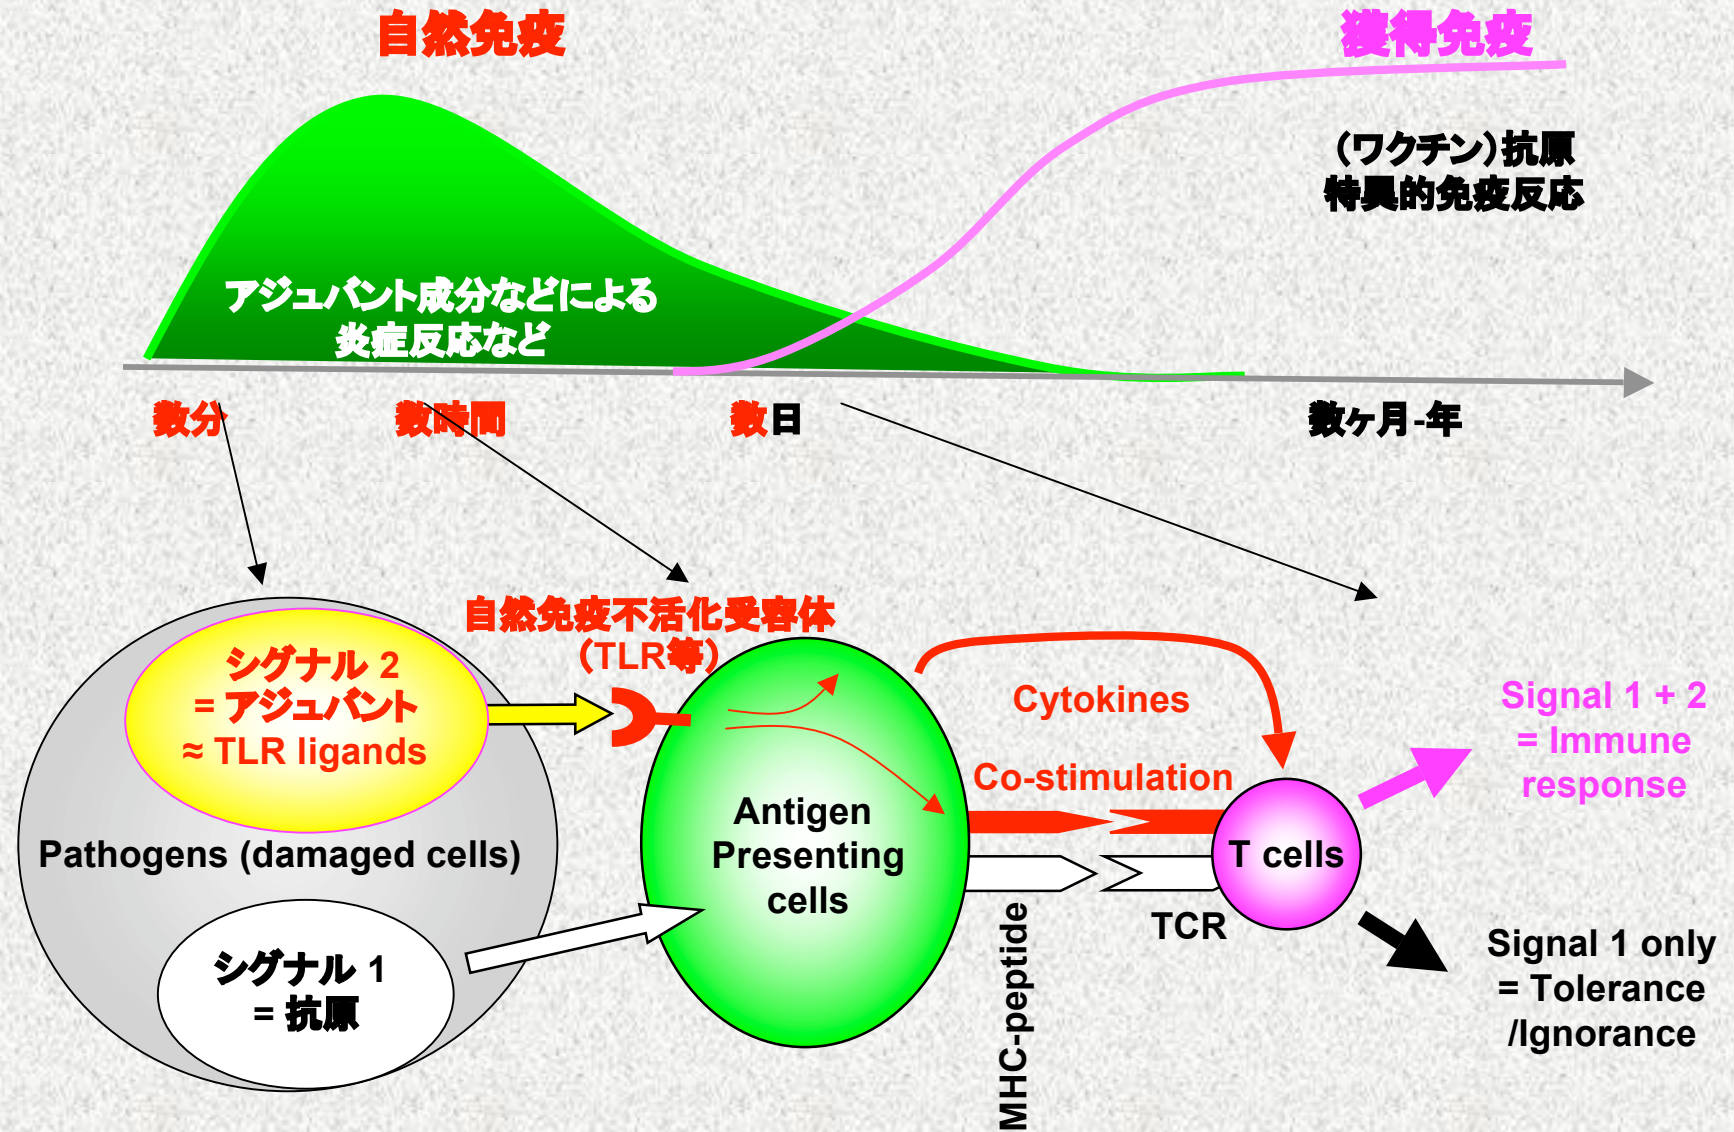 自然免疫
獲得免疫
(ワクチン)抗原
特異的免疫反応
アジュバント成分などによる
炎症反応など
数分
数時間
数日
数ヶ月-年
自然免疫不活化受容体
(TLR等)
シグナル 2
= アジュバント
≈ TLR ligands
Pathogens (damaged cells)
シグナル 1
= 抗原
Antigen
Presenting
cells
Cytokines
Co-stimulation
MHC-peptide
TCR
T cells
Signal 1 + 2
= Immune
response
Signal 1 only
= Tolerance
/Ignorance